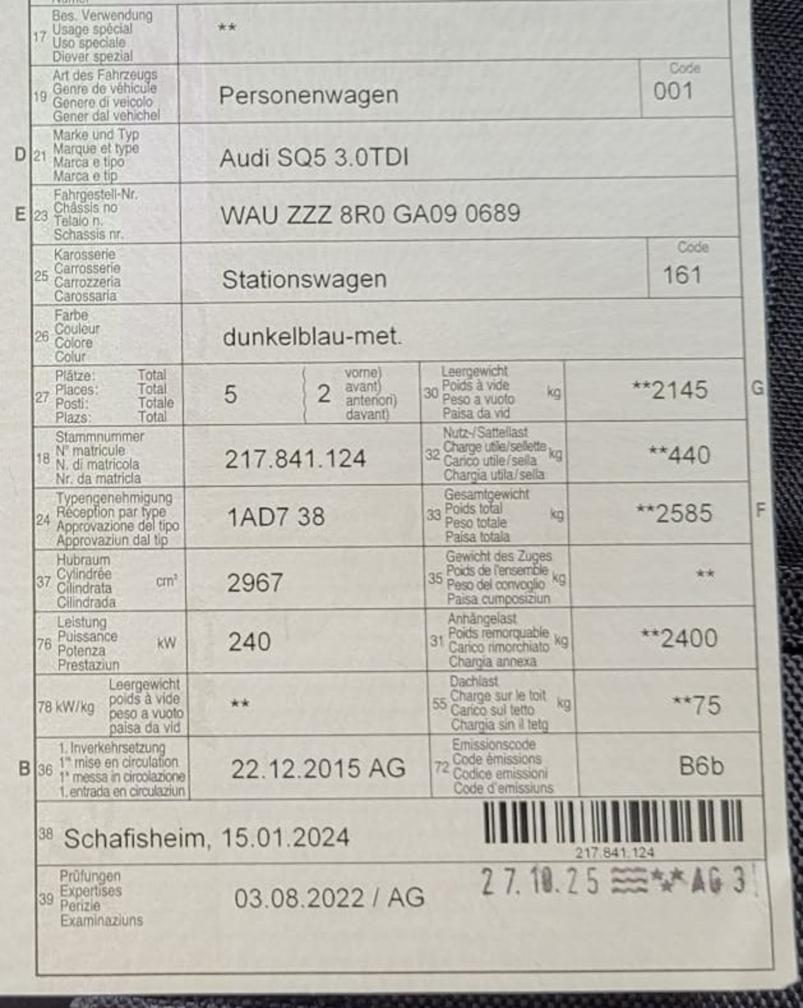 Bes. Verwendung
17 Usage spécial **
Uso speciale
Diever spezial
Art des Fahrzeugs Code
19 Genre de véhicule Personenwagen 001
Genere di veicolo
Gener dal vehichel
Marke und Typ
D 21 Marque et type Audi SQ5 3.0TDI
Marca e tipo
Marca e tip
Fahrgestell-Nr.
E 23 Châssis no WAU ZZZ 8R0 GA09 0689
Telaio n.
Schassis nr.
Karosserie Code
25 Carrosserie Stationswagen 161
Carrozzeria
Carossaria
Farbe
26 Couleur dunkelblau-met.
Colore
Colur
Plätze: Total vorne) Leergewicht
27 Places: Total 5 ( 2 avant) 30 Poids à vide kg **2145 G
Posti: Totale anteriori) Peso a vuoto
Plazs: Total davant) Paisa da vid
Stammnummer Nutz-/Sattellast
18 N° matricule 217.841.124 32 Charge utile/sellette kg **440
N. di matricola Carico utile/sella
Nr. da matricla Chargia utila/sella
Typengenehmigung Gesamtgewicht
24 Réception par type 1AD7 38 33 Poids total kg **2585 F
Approvazione del tipo Peso totale
Approvaziun dal tip Paisa totala
Hubraum Gewicht des Zuges
37 Cylindrée cm³ 2967 35 Poids de l'ensemble kg **
Cilindrata Peso del convoglio
Cilindrada Paisa cumposiziun
Leistung Anhängelast
76 Puissance kW 240 31 Poids remorquable kg **2400
Potenza Carico rimorchiato
Prestaziun Chargia annexa
Leergewicht Dachlast
78 kW/kg poids à vide ** 55 Charge sur le toit kg **75
peso a vuoto Carico sul tetto
paisa da vid Chargia sin il tetg
1. Inverkehrsetzung Emissionscode
B 36 1re mise en circulation 22.12.2015 AG 72 Code émissions B6b
1a messa in circolazione Codice emissioni
1. entrada en circulaziun Code d'emissiuns
38 Schafisheim, 15.01.2024
217.841.124
Prüfungen 27.10.25 ** AG 3
39 Expertises 03.08.2022 / AG
Perizie
Examinaziuns